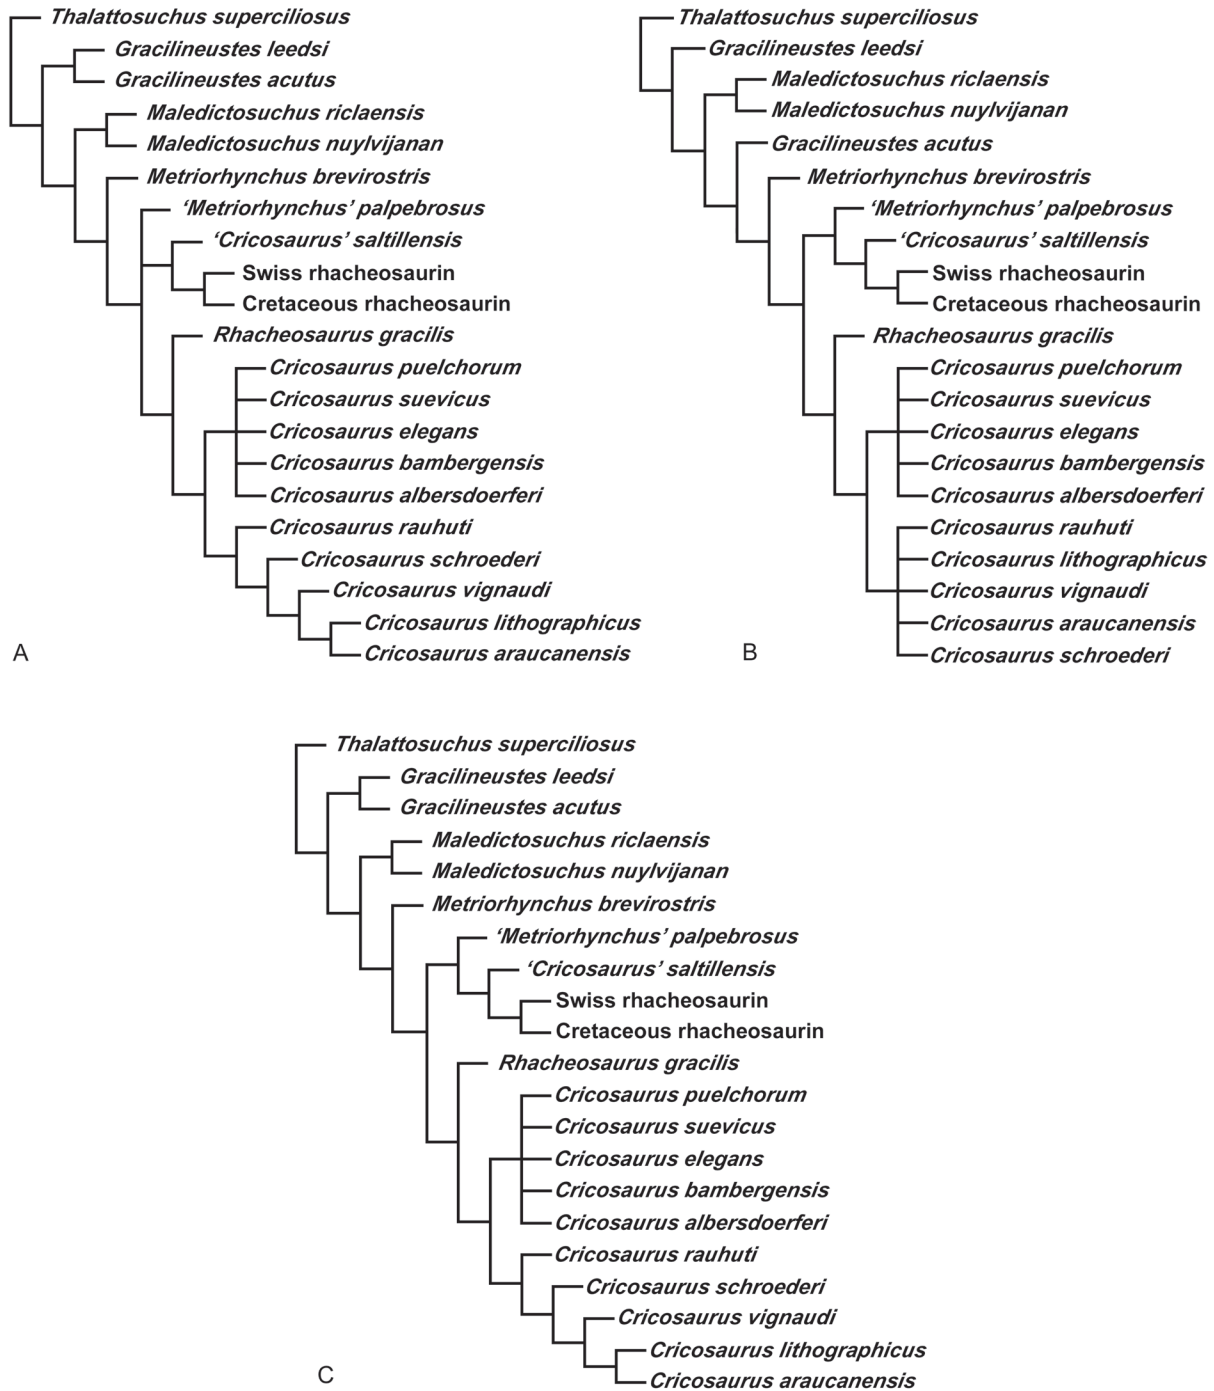 Thalattosuchus superciliosus
Gracilineustes leedsi
Gracilineustes acutus
Maledictosuchus riclaensis
Maledictosuchus nuylvijanan
Metriorhynchus brevirostris
‘Metriorhynchus’ palpebrosus
‘Cricosaurus’ saltillensis
Swiss rhacheosaurin
Cretaceous rhacheosaurin
Rhacheosaurus gracilis
Cricosaurus puelchorum
Cricosaurus suevicus
Cricosaurus elegans
Cricosaurus bambergensis
Cricosaurus albersdoerferi
Cricosaurus rauhuti
Cricosaurus schroederi
Cricosaurus vignaudi
Cricosaurus lithographicus
Cricosaurus araucanensis
A
Thalattosuchus superciliosus
Gracilineustes leedsi
Maledictosuchus riclaensis
Maledictosuchus nuylvijanan
Gracilineustes acutus
Metriorhynchus brevirostris
‘Metriorhynchus’ palpebrosus
‘Cricosaurus’ saltillensis
Swiss rhacheosaurin
Cretaceous rhacheosaurin
Rhacheosaurus gracilis
Cricosaurus puelchorum
Cricosaurus suevicus
Cricosaurus elegans
Cricosaurus bambergensis
Cricosaurus albersdoerferi
Cricosaurus rauhuti
Cricosaurus lithographicus
Cricosaurus vignaudi
Cricosaurus araucanensis
Cricosaurus schroederi
B
Thalattosuchus superciliosus
Gracilineustes leedsi
Gracilineustes acutus
Maledictosuchus riclaensis
Maledictosuchus nuylvijanan
Metriorhynchus brevirostris
‘Metriorhynchus’ palpebrosus
‘Cricosaurus’ saltillensis
Swiss rhacheosaurin
Cretaceous rhacheosaurin
Rhacheosaurus gracilis
Cricosaurus puelchorum
Cricosaurus suevicus
Cricosaurus elegans
Cricosaurus bambergensis
Cricosaurus albersdoerferi
Cricosaurus rauhuti
Cricosaurus schroederi
Cricosaurus vignaudi
Cricosaurus lithographicus
Cricosaurus araucanensis
C